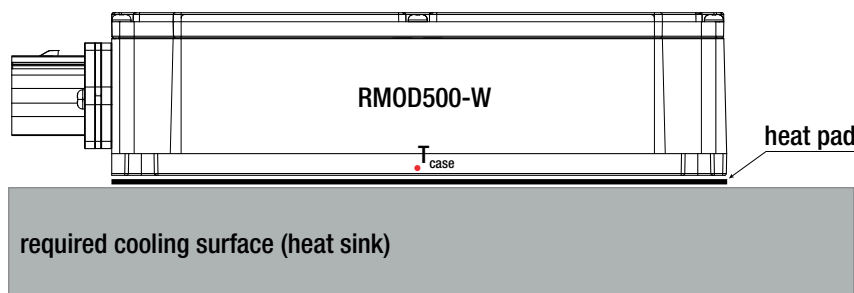 RMOD500-W
heat pad
Tcase
required cooling surface (heat sink)